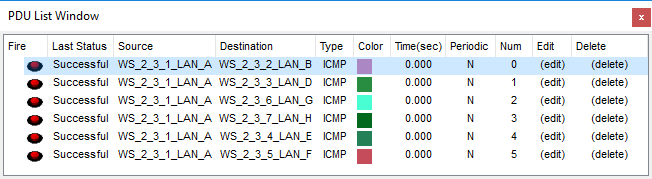 PDU List Window
x
Fire Last Status Source Destination Type Color Time(sec) Periodic Num Edit Delete
Successful WS_2_3_1_LAN_A WS_2_3_2_LAN_B ICMP 0.000 N 0 (edit) (delete)
Successful WS_2_3_1_LAN_A WS_2_3_3_LAN_D ICMP 0.000 N 1 (edit) (delete)
Successful WS_2_3_1_LAN_A WS_2_3_6_LAN_G ICMP 0.000 N 2 (edit) (delete)
Successful WS_2_3_1_LAN_A WS_2_3_7_LAN_H ICMP 0.000 N 3 (edit) (delete)
Successful WS_2_3_1_LAN_A WS_2_3_4_LAN_E ICMP 0.000 N 4 (edit) (delete)
Successful WS_2_3_1_LAN_A WS_2_3_5_LAN_F ICMP 0.000 N 5 (edit) (delete)